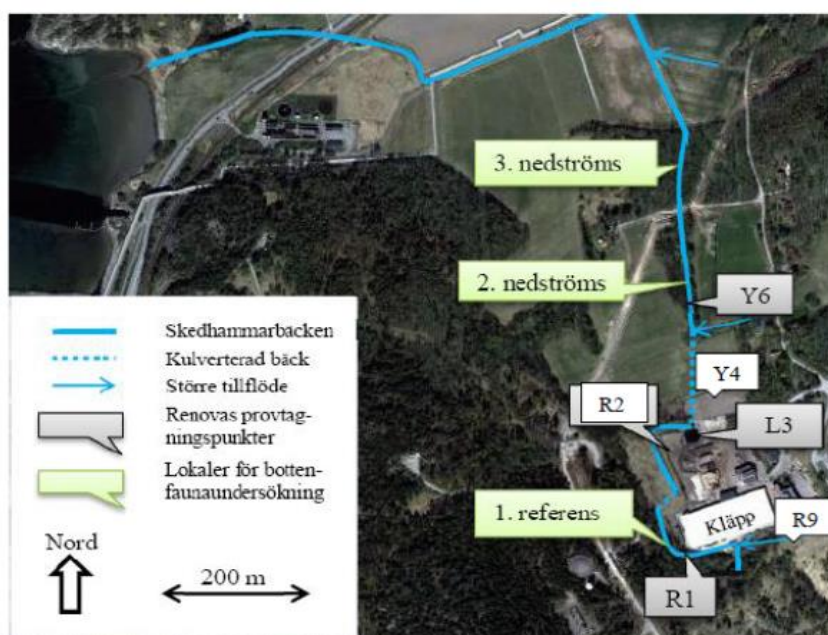 3. nedströms
2. nedströms
Y6
Skedhammarbäcken
Kulverterad bäck
Större tillflöde
Renovas provtag-
ningspunkter
Lokaler för botten-
faunaundersökning
Nord
200 m
Y4
R2
L3
1. referens
Kläpp
R9
R1